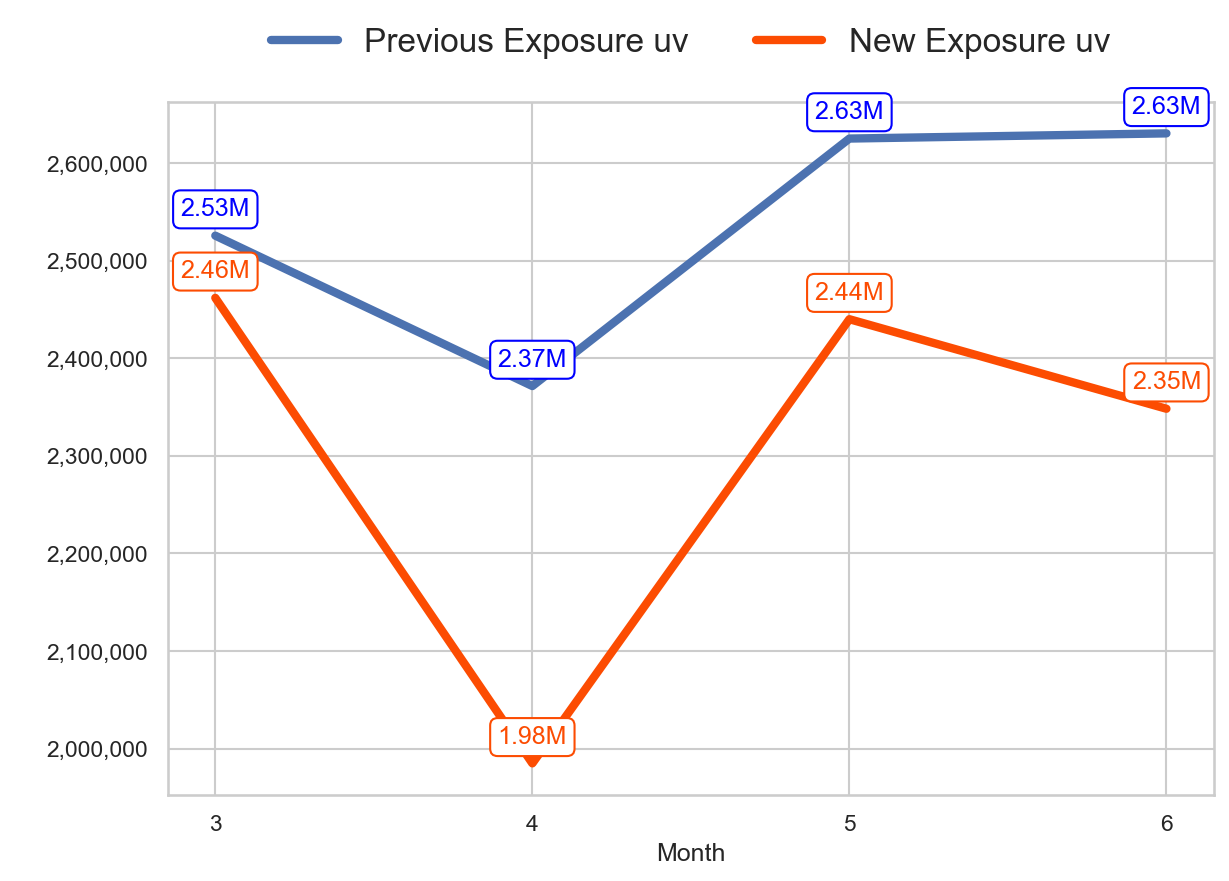 Previous Exposure uv New Exposure uv
2.63M 2.63M
2,600,000
2.53M
2,500,000
2.46M
2.44M
2,400,000
2.37M
2.35M
2,300,000
2,200,000
2,100,000
2,000,000
1.98M
3 4 5 6
Month